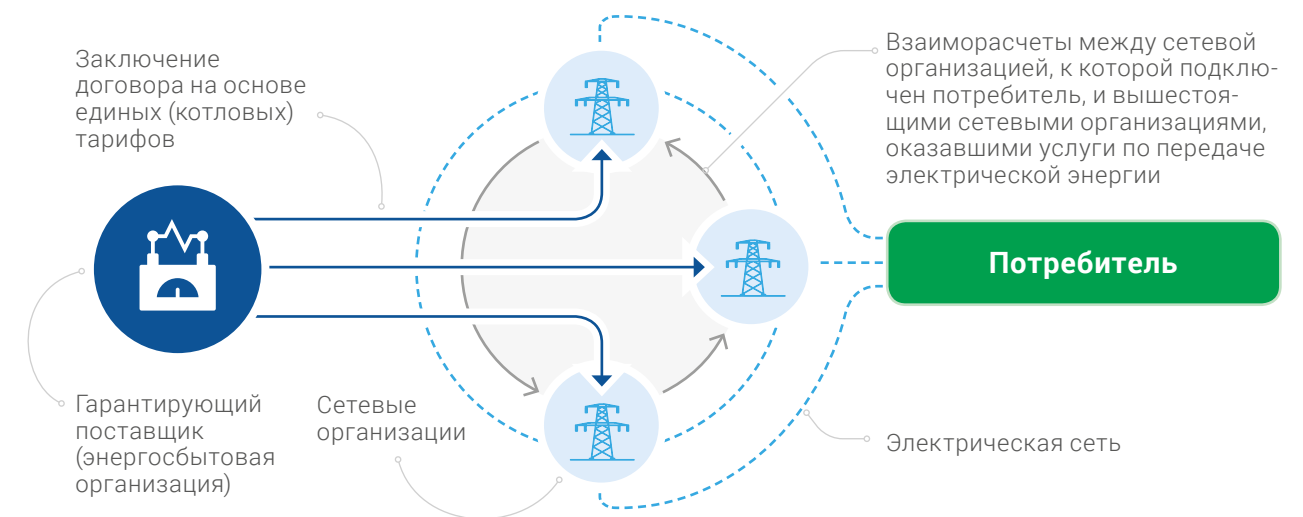 Заключение
договора на основе
единых (котловых)
тарифов
Взаиморасчеты между сетевой
организацией, к которой подклю-
чен потребитель, и вышестоя-
щими сетевыми организациями,
оказавшими услуги по передаче
электрической энергии
Потребитель
Гарантирующий
поставщик
(энергосбытовая
организация)
Сетевые
организации
Электрическая сеть